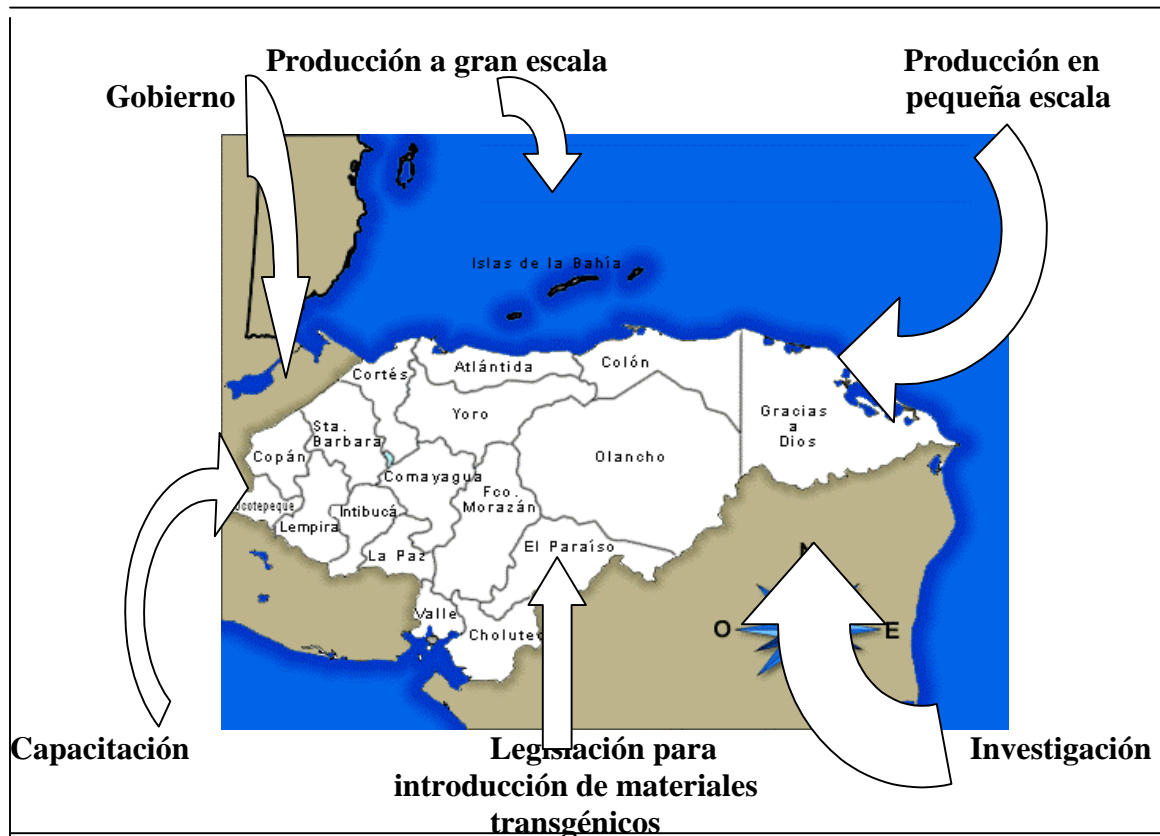 Producción a gran escala
Producción en
pequeña escala
Gobierno
Islas de la Bahía
Cortés
Atlántida
Colón
Yoro
Gracias
a
Dios
Sta.
Barbara
Copán
Olancho
Comayagua
Fco.
Morazán
ocotepeque
Lempira
Intibucá
La Paz
El Paraíso
Valle
Cholutec
N
O
E
Capacitación
Legislación para
introducción de materiales
transgénicos
Investigación